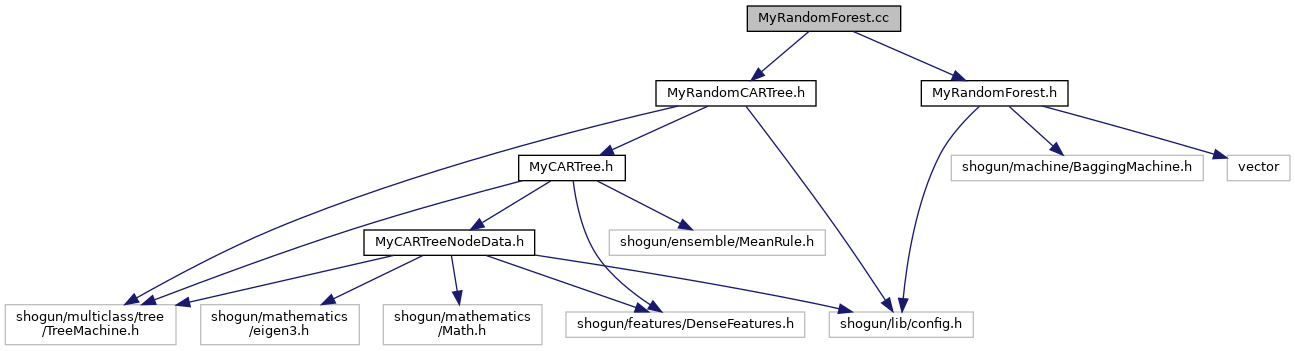 MyRandomForest.cc
MyRandomCARTree.h
MyRandomForest.h
MyCARTree.h
shogun/machine/BaggingMachine.h
vector
MyCARTreeNodeData.h
shogun/ensemble/MeanRule.h
shogun/multiclass/tree
/TreeMachine.h
shogun/mathematics
/eigen3.h
shogun/mathematics
/Math.h
shogun/features/DenseFeatures.h
shogun/lib/config.h